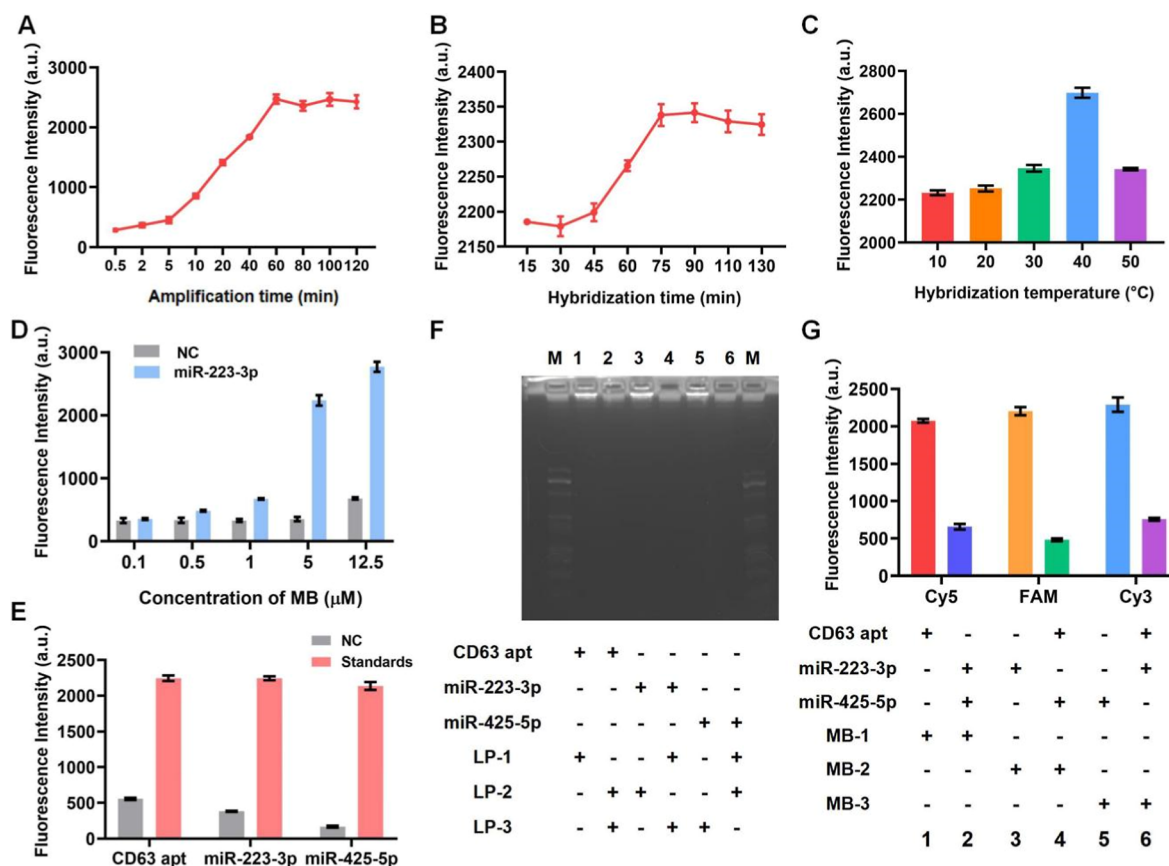 A
Fluorescence Intensity (a.u.)
3000
2000
1000
0
0.5 2 5 10 20 40 60 80 100 120
Amplification time (min)
B
Fluorescence Intensity (a.u.)
2400
2350
2300
2250
2200
2150
15 30 45 60 75 90 110 130
Hybridization time (min)
C
Fluorescence Intensity (a.u.)
2800
2600
2400
2200
2000
10 20 30 40 50
Hybridization temperature (°C)
D
Fluorescence Intensity (a.u.)
3000
2000
1000
0
NC
miR-223-3p
0.1 0.5 1 5 12.5
Concentration of MB (μM)
E
Fluorescence Intensity (a.u.)
2500
2000
1500
1000
500
0
NC
Standards
CD63 apt miR-223-3p miR-425-5p
F
M 1 2 3 4 5 6 M
CD63 apt + + - - - -
miR-223-3p - - + + - -
miR-425-5p - - - - + +
LP-1 + - - + - +
LP-2 - + + - - +
LP-3 - + - + + -
G
Fluorescence Intensity (a.u.)
2500
2000
1500
1000
500
0
Cy5 FAM Cy3
CD63 apt + - - + - +
miR-223-3p - + + - - +
miR-425-5p - + - + + -
MB-1 + + - - - -
MB-2 - - + + - -
MB-3 - - - - + +
1 2 3 4 5 6